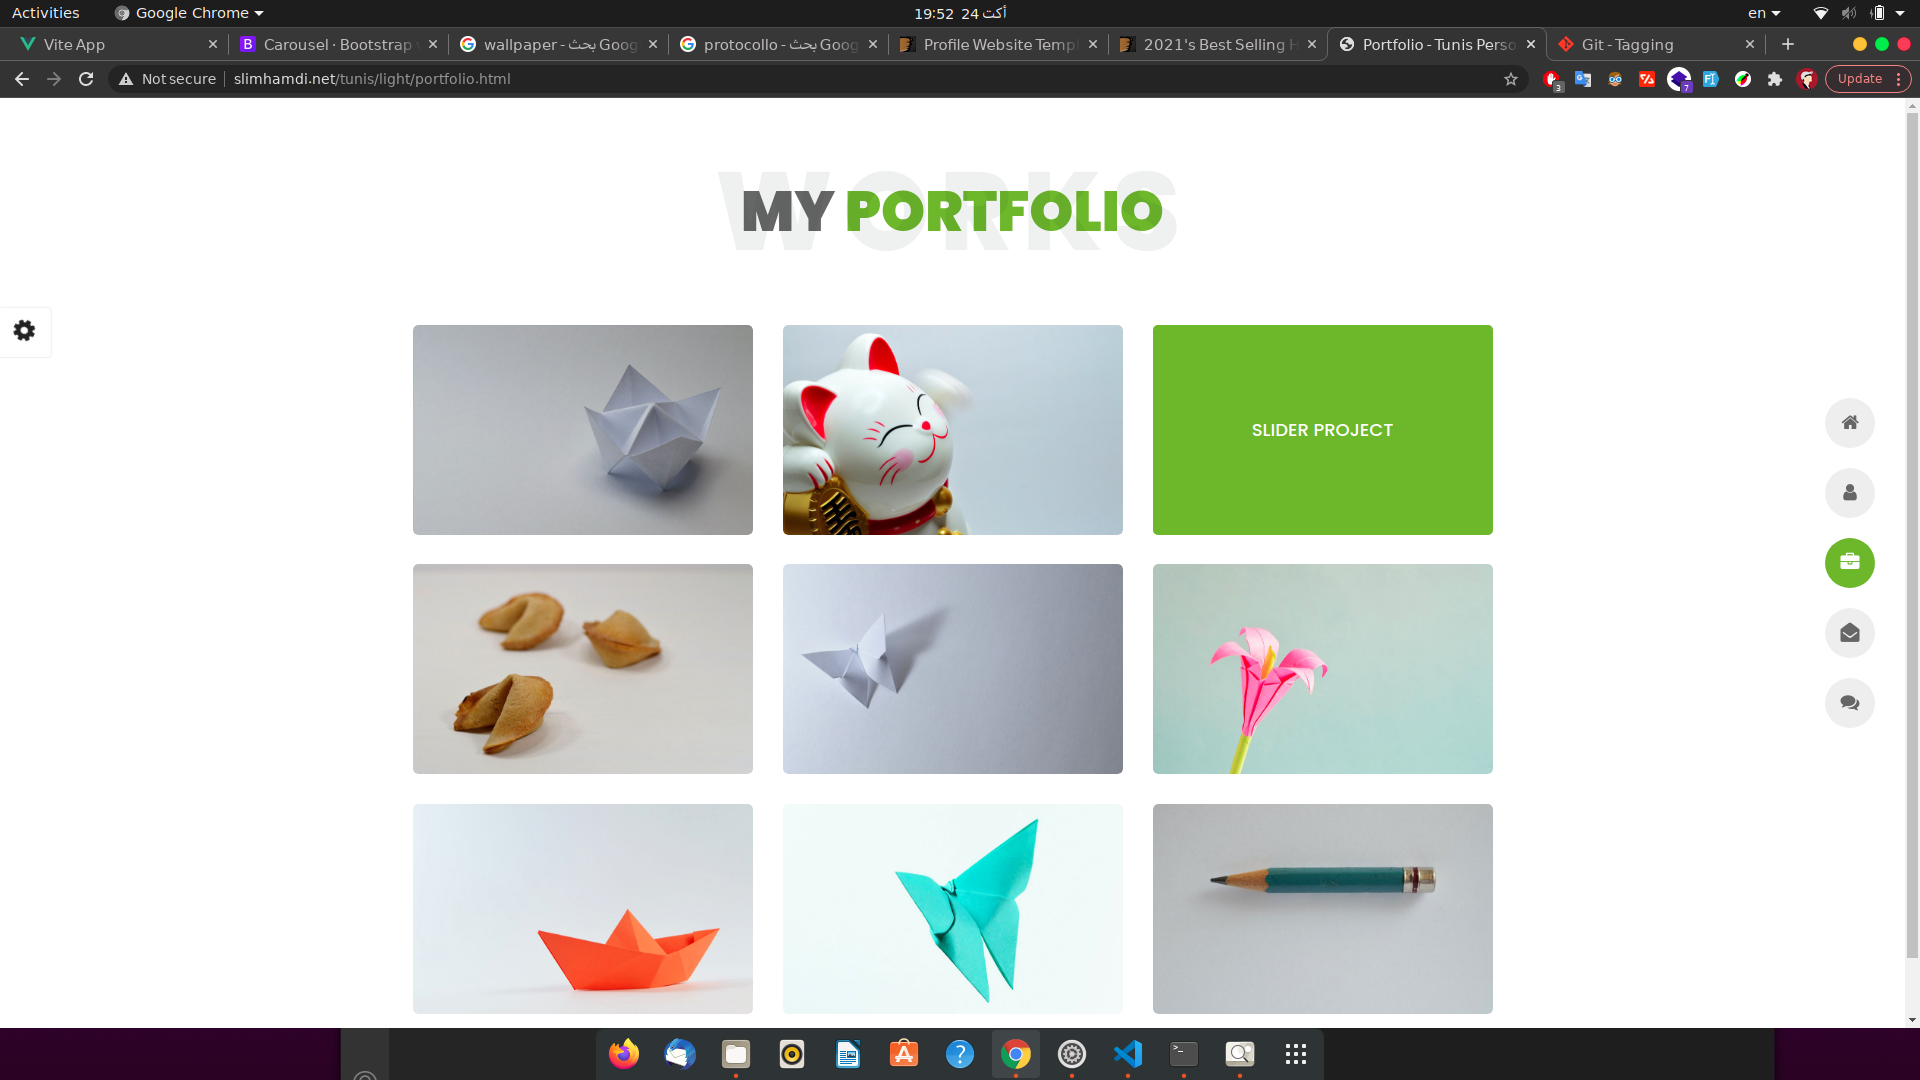 Activities Google Chrome 19:52 24 أكت en
Vite App
Carousel · Bootstrap
wallpaper - بحث Goog
protocollo - بحث Goog
Profile Website Temp
2021's Best Selling H
Portfolio - Tunis Perso
Git - Tagging
Not secure slimhamdi.net/tunis/light/portfolio.html 3 7 Update
WORKS
MY PORTFOLIO
SLIDER PROJECT